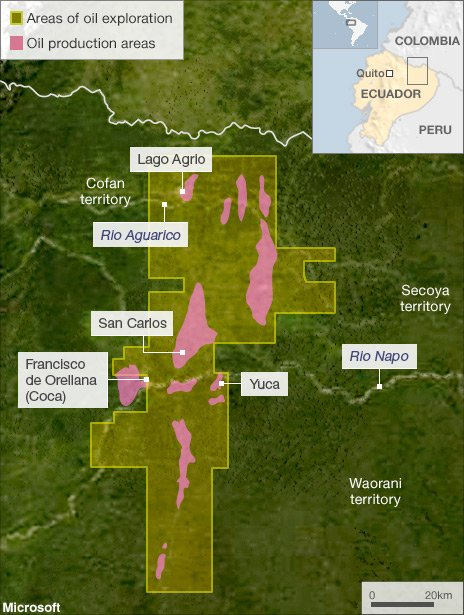 Areas of oil exploration
Oil production areas
COLOMBIA
Quito
ECUADOR
PERU
Lago Agrio
Cofan
territory
Rio Aguarico
Secoya
territory
San Carlos
Rio Napo
Francisco
de Orellana
(Coca)
Yuca
Waorani
territory
0 20km
Microsoft